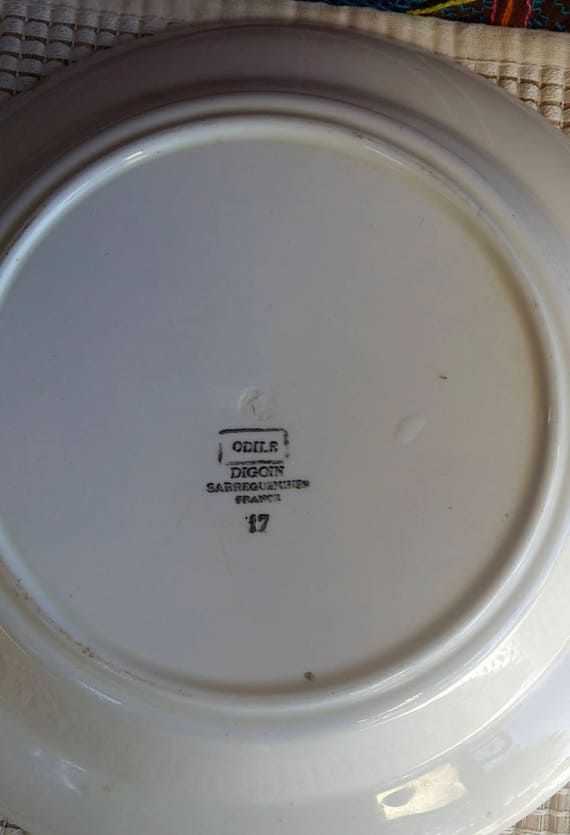 ODILE
DIGOIN
SARREGUEMINES
FRANCE
17